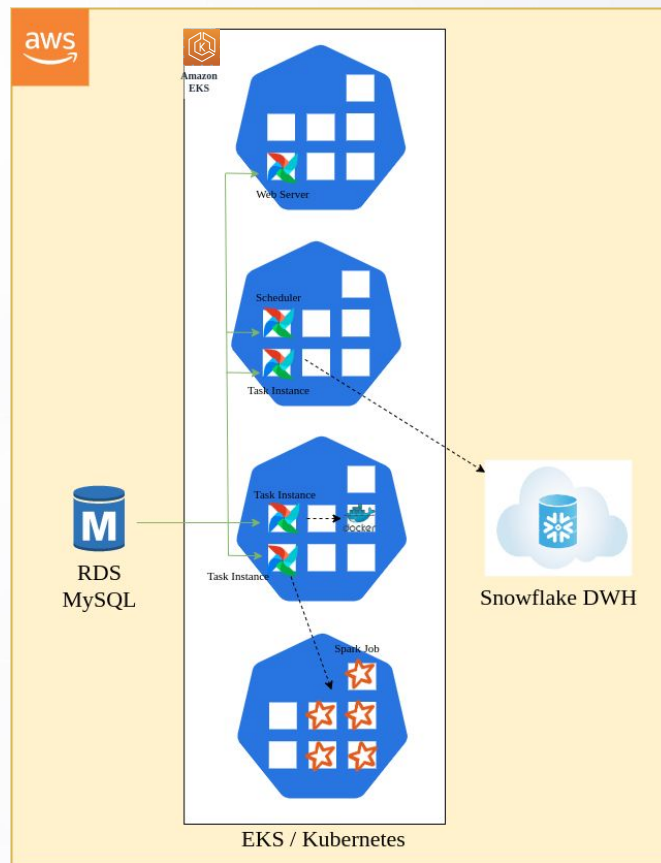 aws
Amazon
EKS
Web Server
Scheduler
Task Instance
Task Instance
docker
Task Instance
M
RDS
MySQL
Snowflake DWH
Spark Job
EKS / Kubernetes